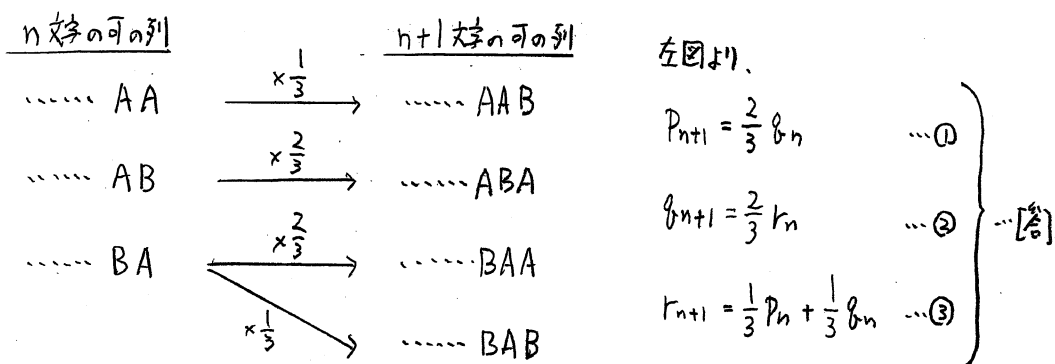 n文字の可の列 n+1文字の可の列
…… AA ×1/3 …… AAB
…… AB ×2/3 …… ABA
…… BA ×2/3 …… BAA
×1/3 …… BAB
左図より、
P_{n+1} = 2/3 q_n …①
q_{n+1} = 2/3 r_n …②
r_{n+1} = 1/3 P_n + 1/3 q_n …③
…[答]